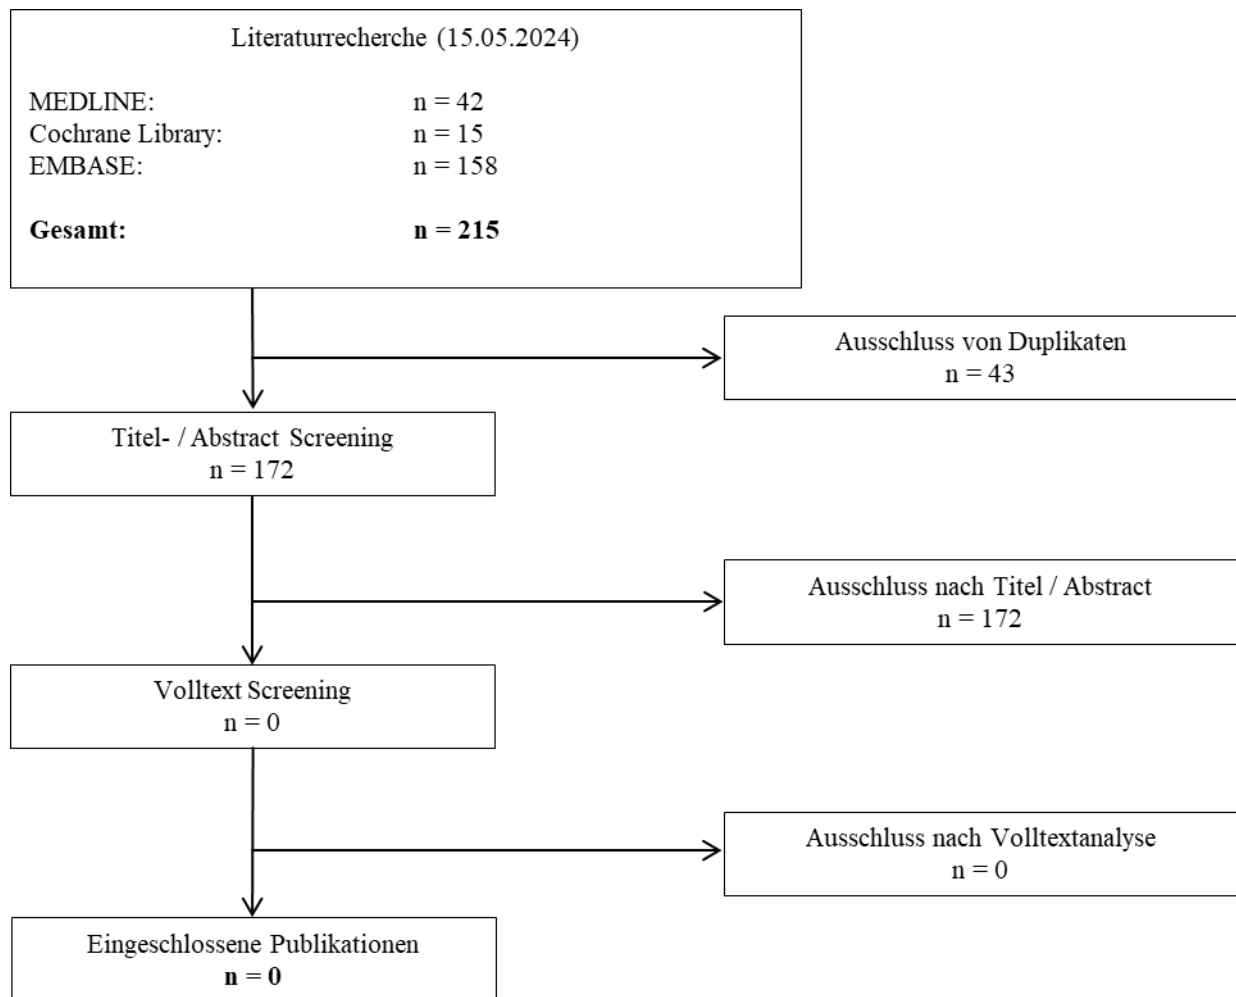 Literaturrecherche (15.05.2024)
MEDLINE: n = 42
Cochrane Library: n = 15
EMBASE: n = 158
Gesamt: n = 215
Ausschluss von Duplikaten
n = 43
Titel- / Abstract Screening
n = 172
Ausschluss nach Titel / Abstract
n = 172
Volltext Screening
n = 0
Ausschluss nach Volltextanalyse
n = 0
Eingeschlossene Publikationen
n = 0